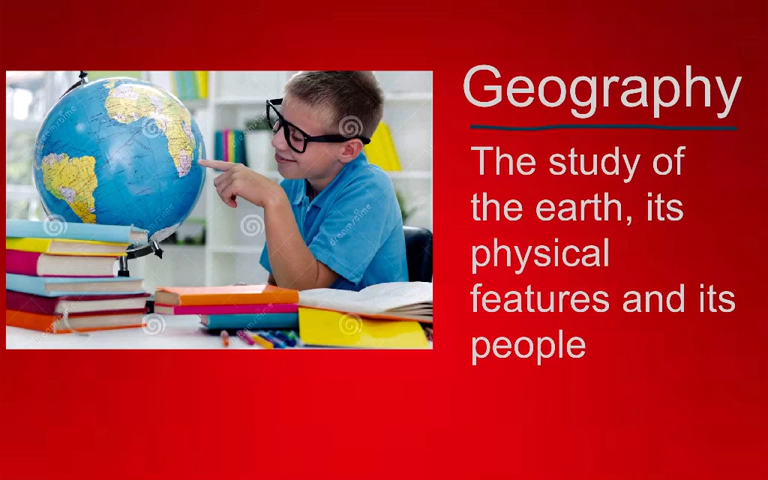 Geography
The study of
the earth, its
physical
features and its
people